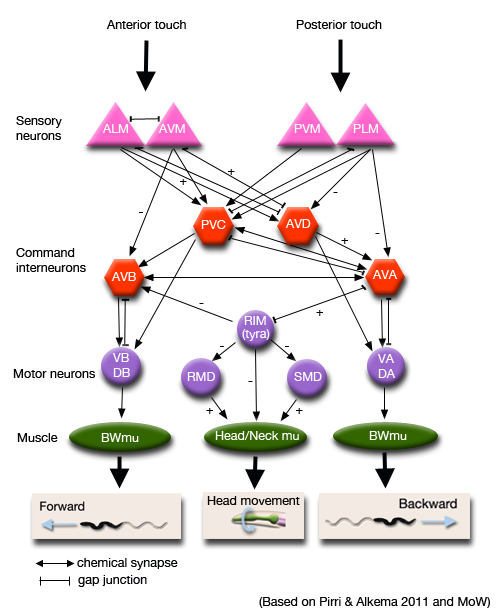 Anterior touch Posterior touch
Sensory
neurons
ALM AVM PVM PLM
+ +
+ -
- -
PVC AVD
+
Command
interneurons
AVB AVA
- +
RIM
(tyra)
Motor neurons
VB
DB
- - -
RMD SMD
VA
DA
+ +
Muscle
BWmu Head/Neck mu BWmu
Forward Head movement Backward
chemical synapse
gap junction
(Based on Pirri & Alkema 2011 and MoW)